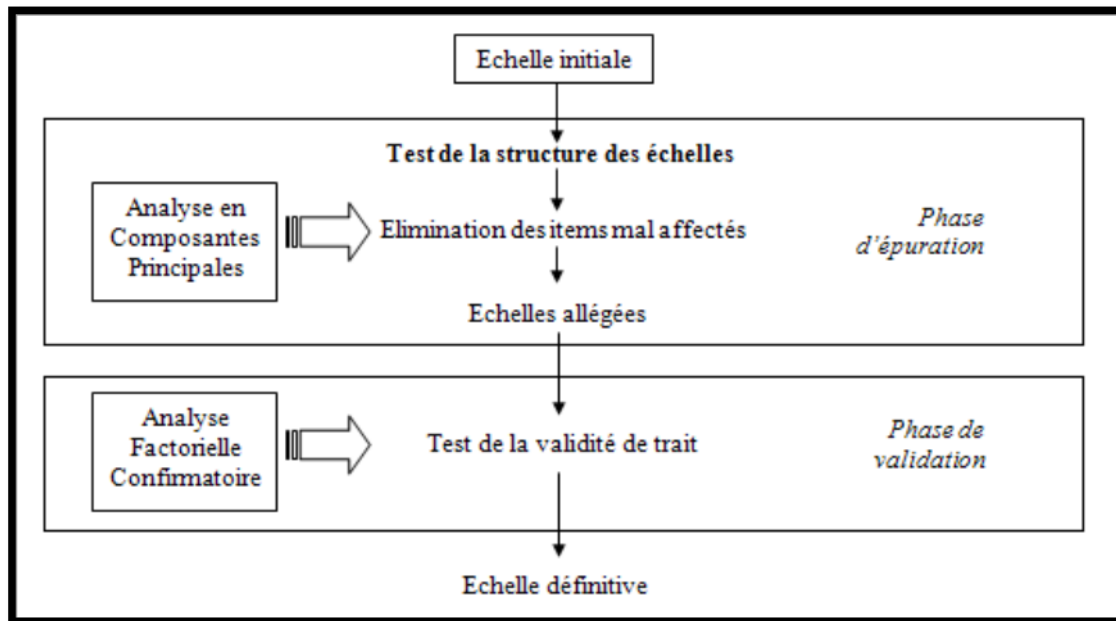 Echelle initiale
Test de la structure des échelles
Analyse en
Composantes
Principales
Elimination des items mal affectés
Phase
d'épuration
Echelles allégées
Analyse
Factorielle
Confirmatoire
Test de la validité de trait
Phase de
validation
Echelle définitive